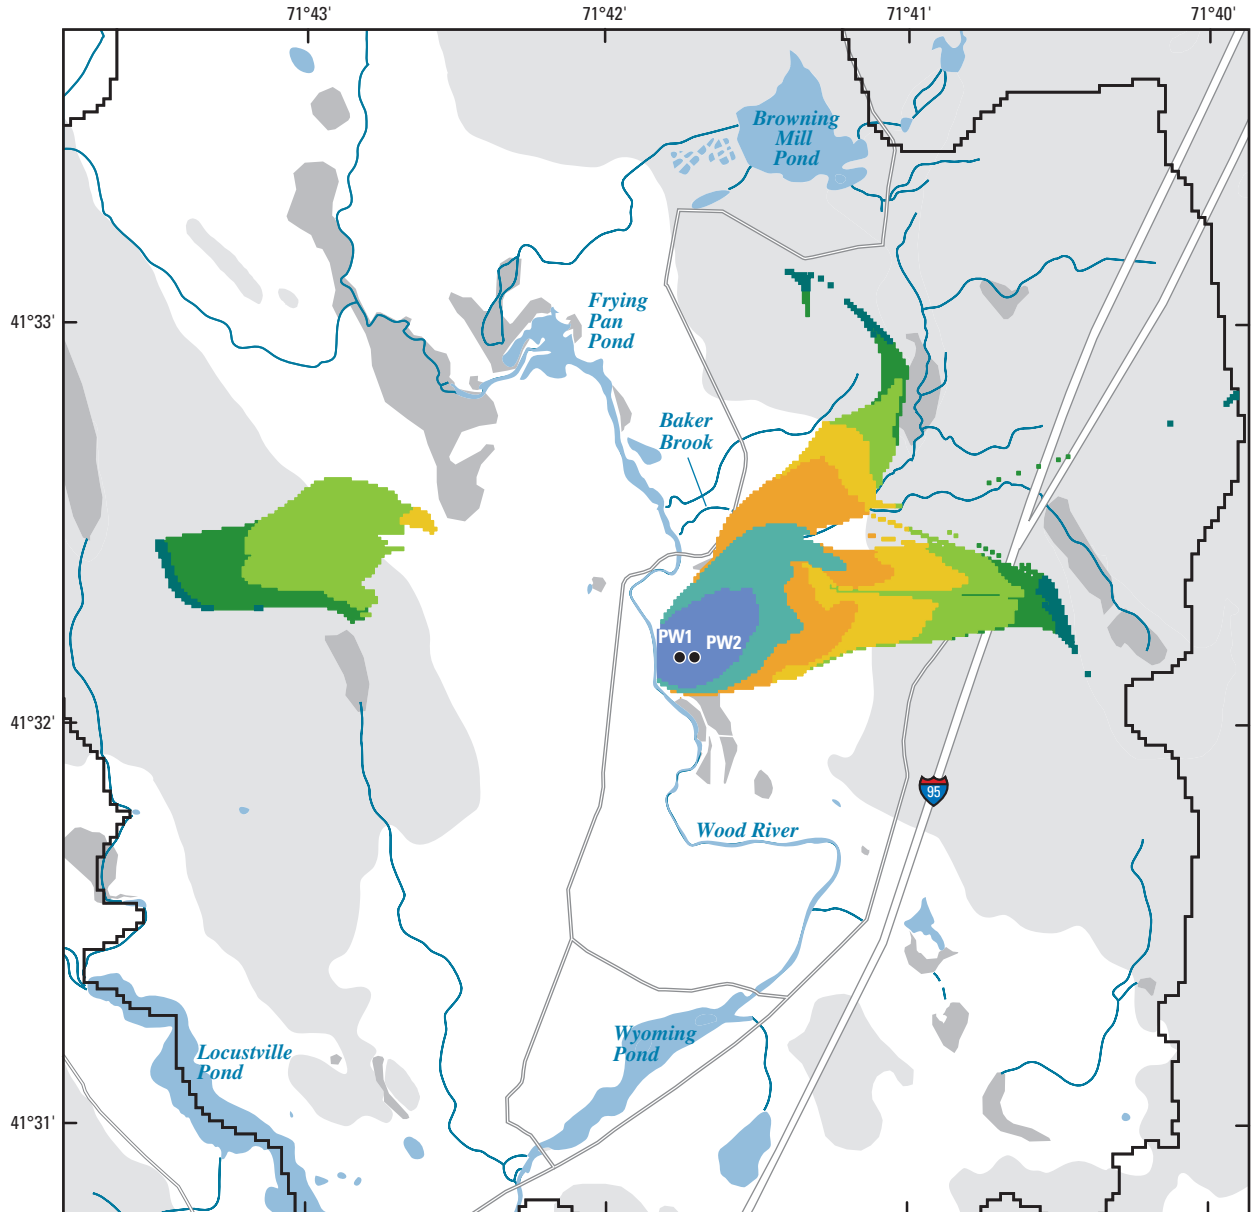 71°43'
71°42'
71°41'
71°40'
Browning
Mill
Pond
Frying
Pan
Pond
41°33'
Baker
Brook
PW1
PW2
41°32'
95
Wood River
Wyoming
Pond
Locustville
Pond
41°31'